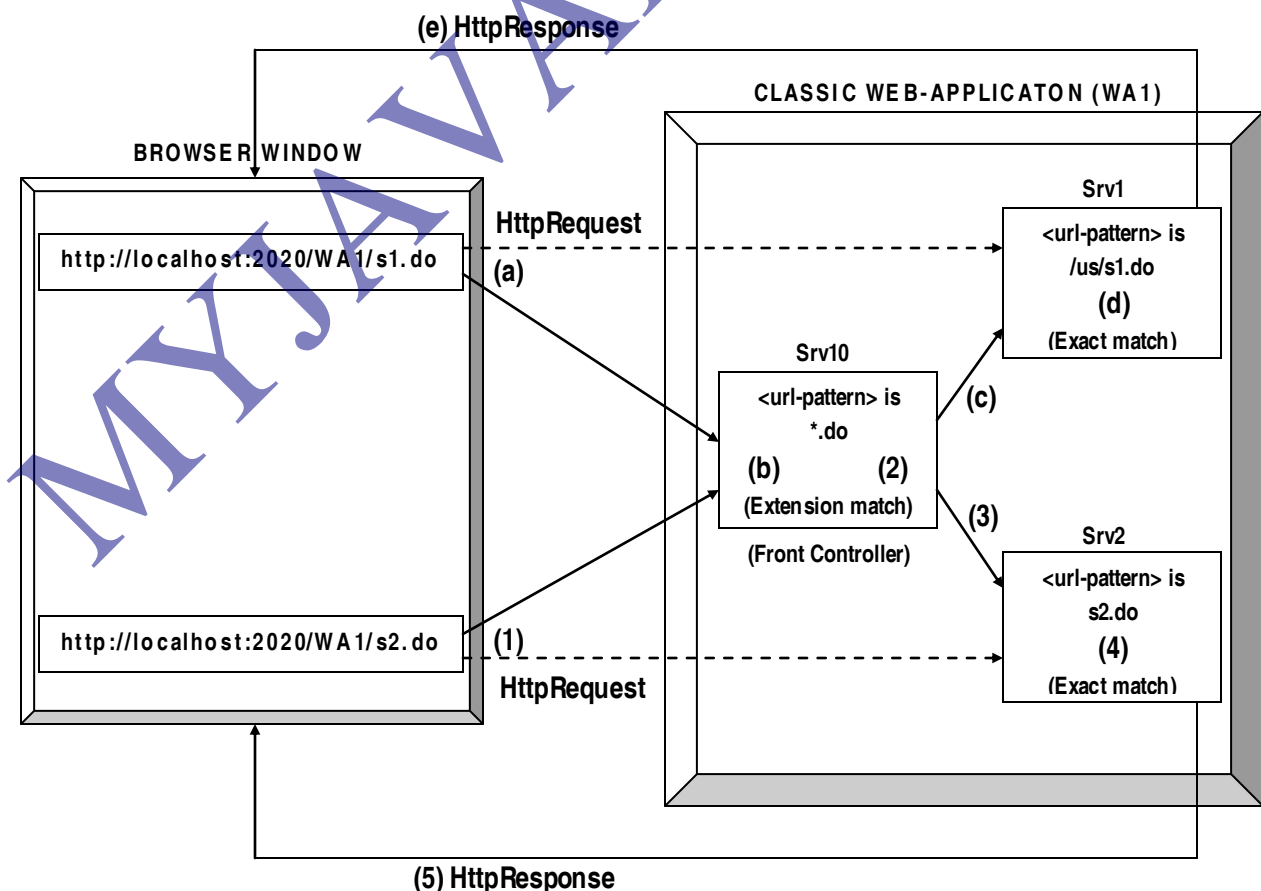 (e) HttpResponse
CLASSIC WEB-APPLICATON (WA1)
BROWSER WINDOW
Srv1
HttpRequest
<url-pattern> is
/us/s1.do
(d)
(Exact match)
http://localhost:2020/WA1/s1.do
(a)
Srv10
<url-pattern> is
*.do
(b) (2)
(Extension match)
(Front Controller)
(c)
(3)
Srv2
<url-pattern> is
s2.do
(4)
(Exact match)
http://localhost:2020/WA1/s2.do
(1)
HttpRequest
(5) HttpResponse
MYJAVA